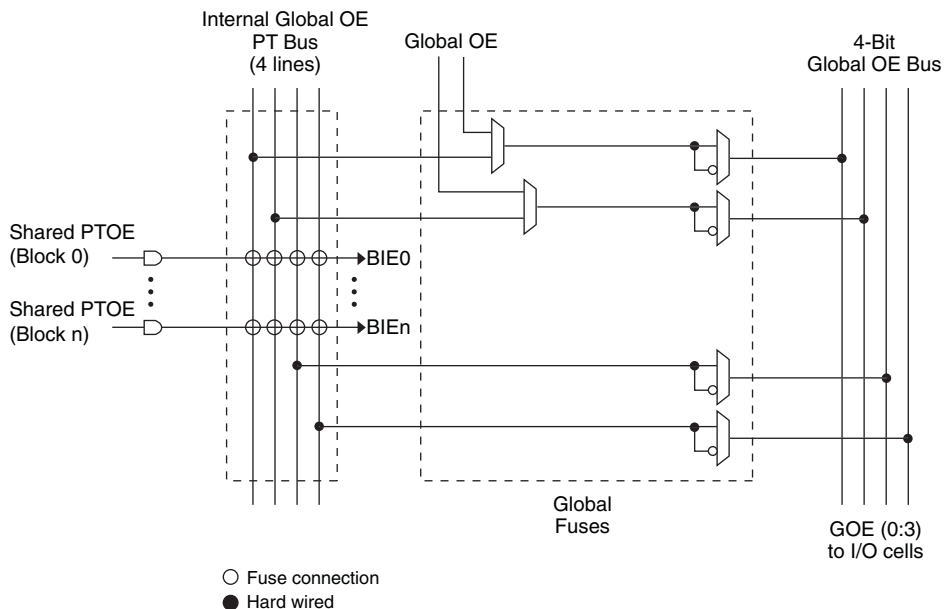 Internal Global OE
PT Bus
(4 lines)
Global OE
4-Bit
Global OE Bus
Shared PTOE
(Block 0)
BIE0
Shared PTOE
(Block n)
BIEn
Global
Fuses
GOE (0:3)
to I/O cells
Fuse connection
Hard wired